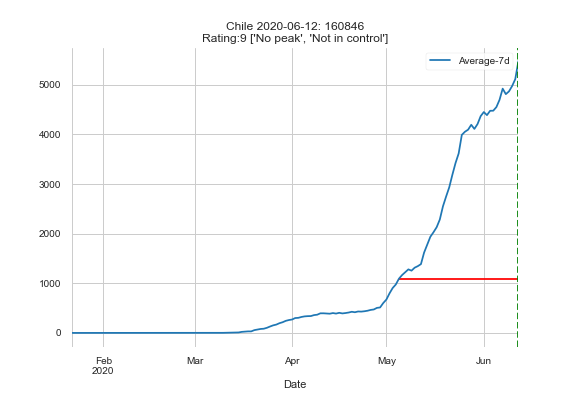 Chile 2020-06-12: 160846
Rating:9 ['No peak', 'Not in control']
Average-7d
5000
4000
3000
2000
1000
0
Feb Mar Apr May Jun
2020
Date